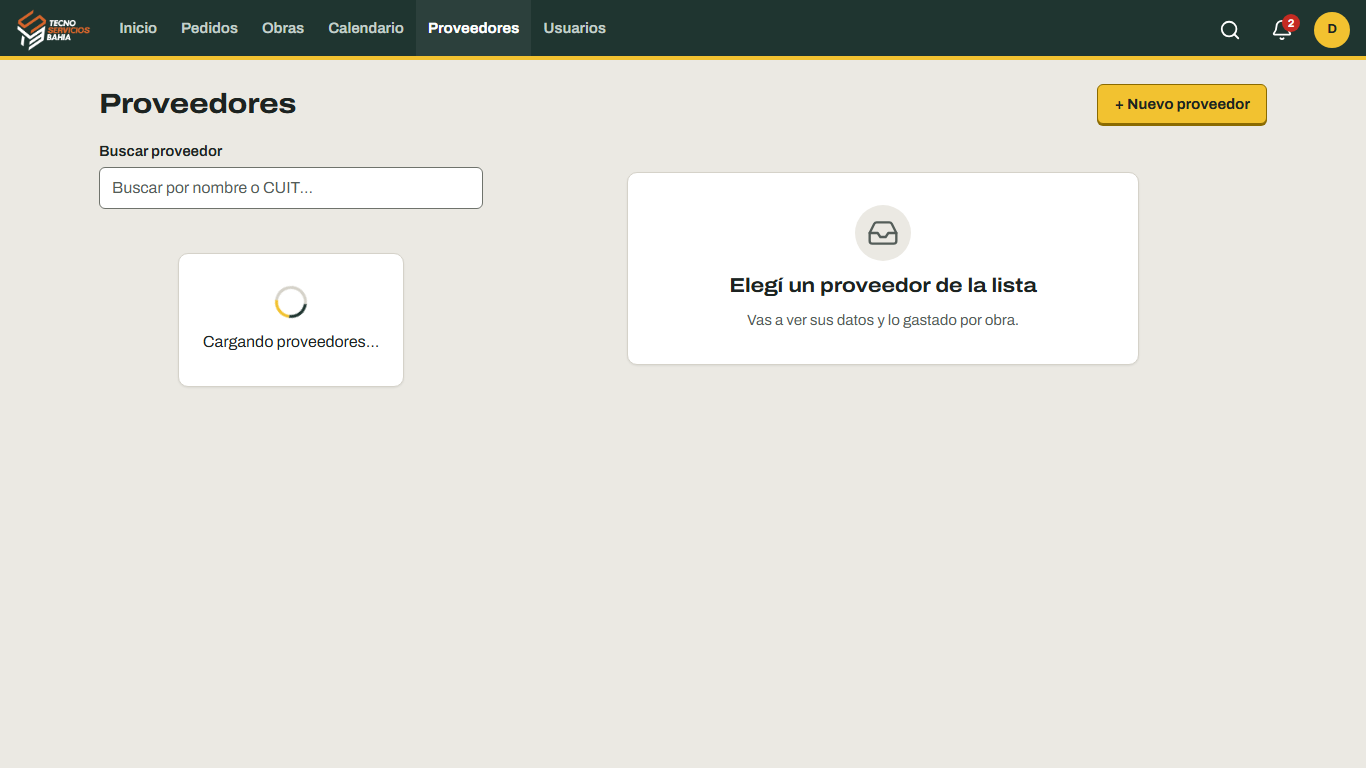 TECNO
SERVICIOS
BAHIA
Inicio
Pedidos
Obras
Calendario
Proveedores
Usuarios
2
D
Proveedores
+ Nuevo proveedor
Buscar proveedor
Buscar por nombre o CUIT...
Cargando proveedores...
Elegí un proveedor de la lista
Vas a ver sus datos y lo gastado por obra.